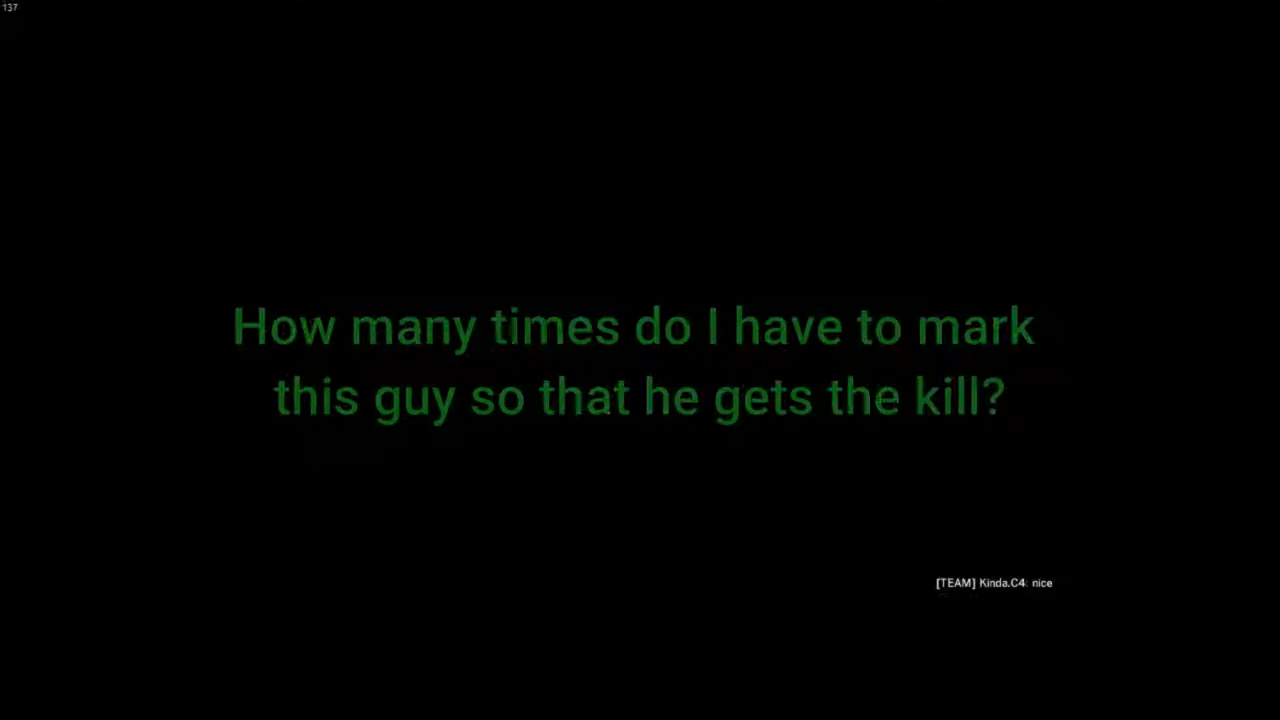 137
How many times do I have to mark
this guy so that he gets the kill?
[TEAM] Kinda.C4: nice